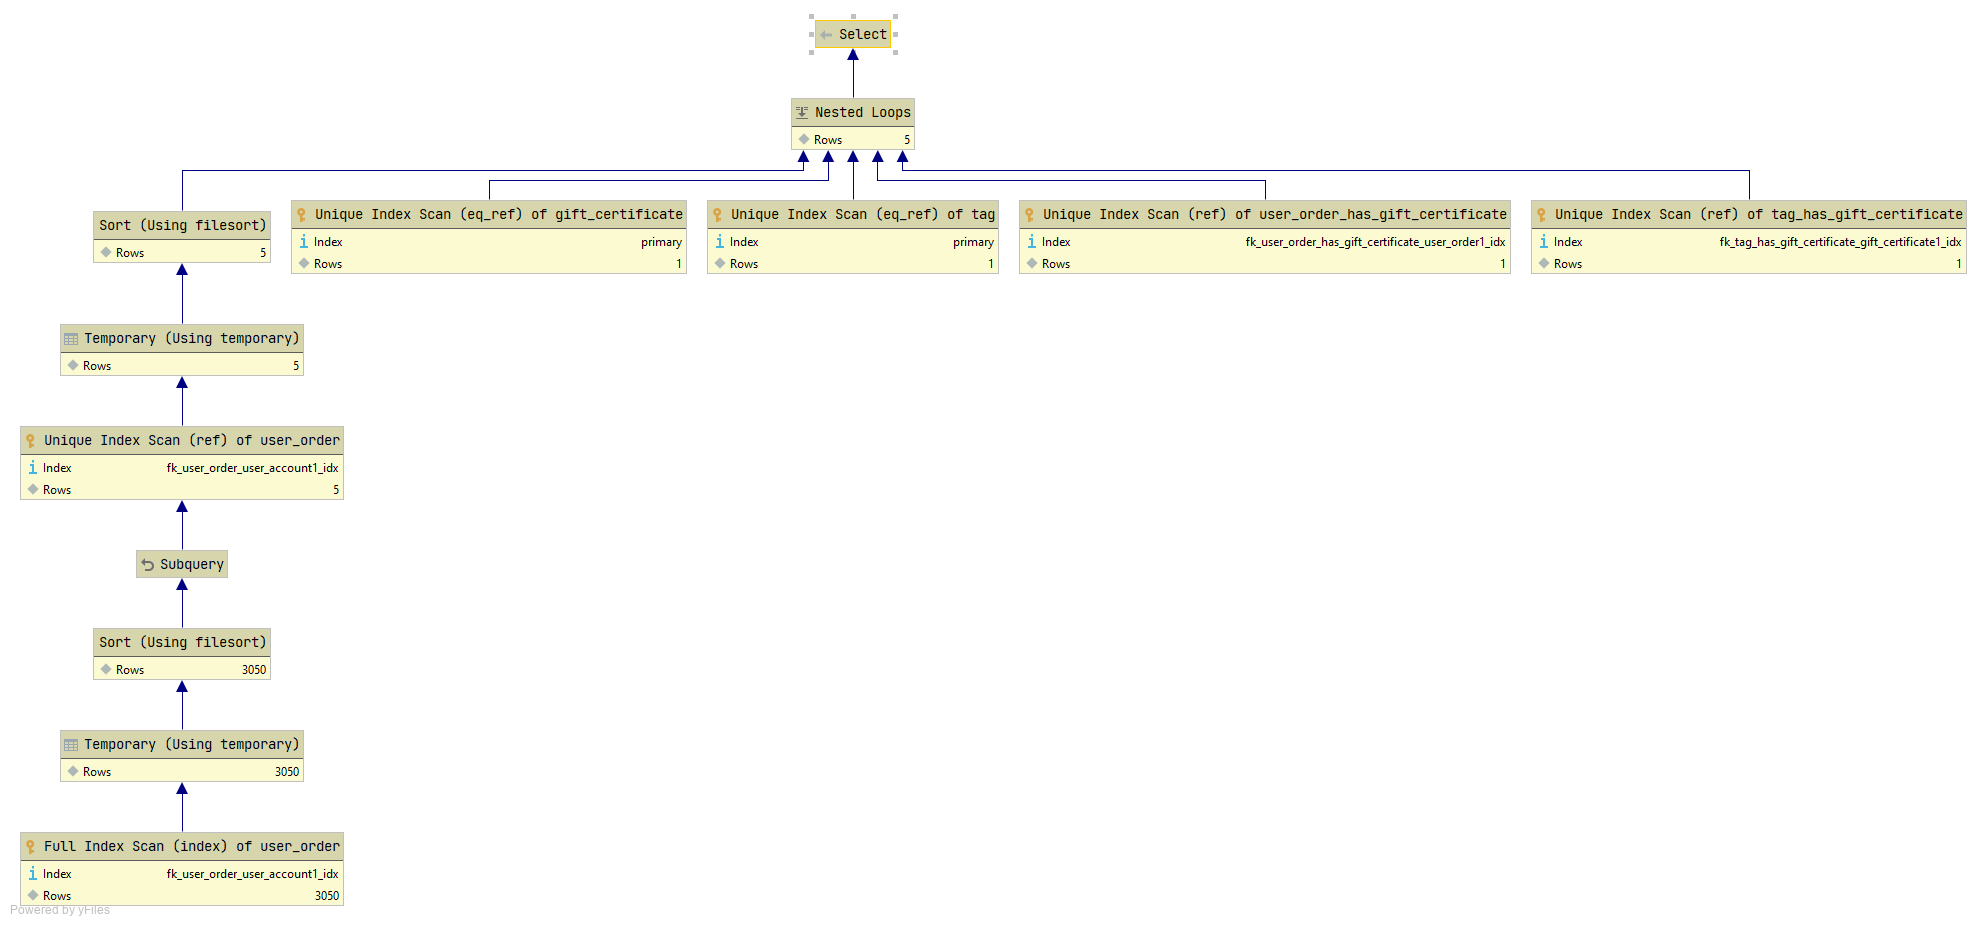 Select
Nested Loops
Rows 5
Sort (Using filesort)
Rows 5
Unique Index Scan (eq_ref) of gift_certificate
Index primary
Rows 1
Unique Index Scan (eq_ref) of tag
Index primary
Rows 1
Unique Index Scan (ref) of user_order_has_gift_certificate
Index fk_user_order_has_gift_certificate_user_order1_idx
Rows 1
Unique Index Scan (ref) of tag_has_gift_certificate
Index fk_tag_has_gift_certificate_gift_certificate1_idx
Rows 1
Temporary (Using temporary)
Rows 5
Unique Index Scan (ref) of user_order
Index fk_user_order_user_account1_idx
Rows 5
Subquery
Sort (Using filesort)
Rows 3050
Temporary (Using temporary)
Rows 3050
Full Index Scan (index) of user_order
Index fk_user_order_user_account1_idx
Rows 3050
Powered by yFiles